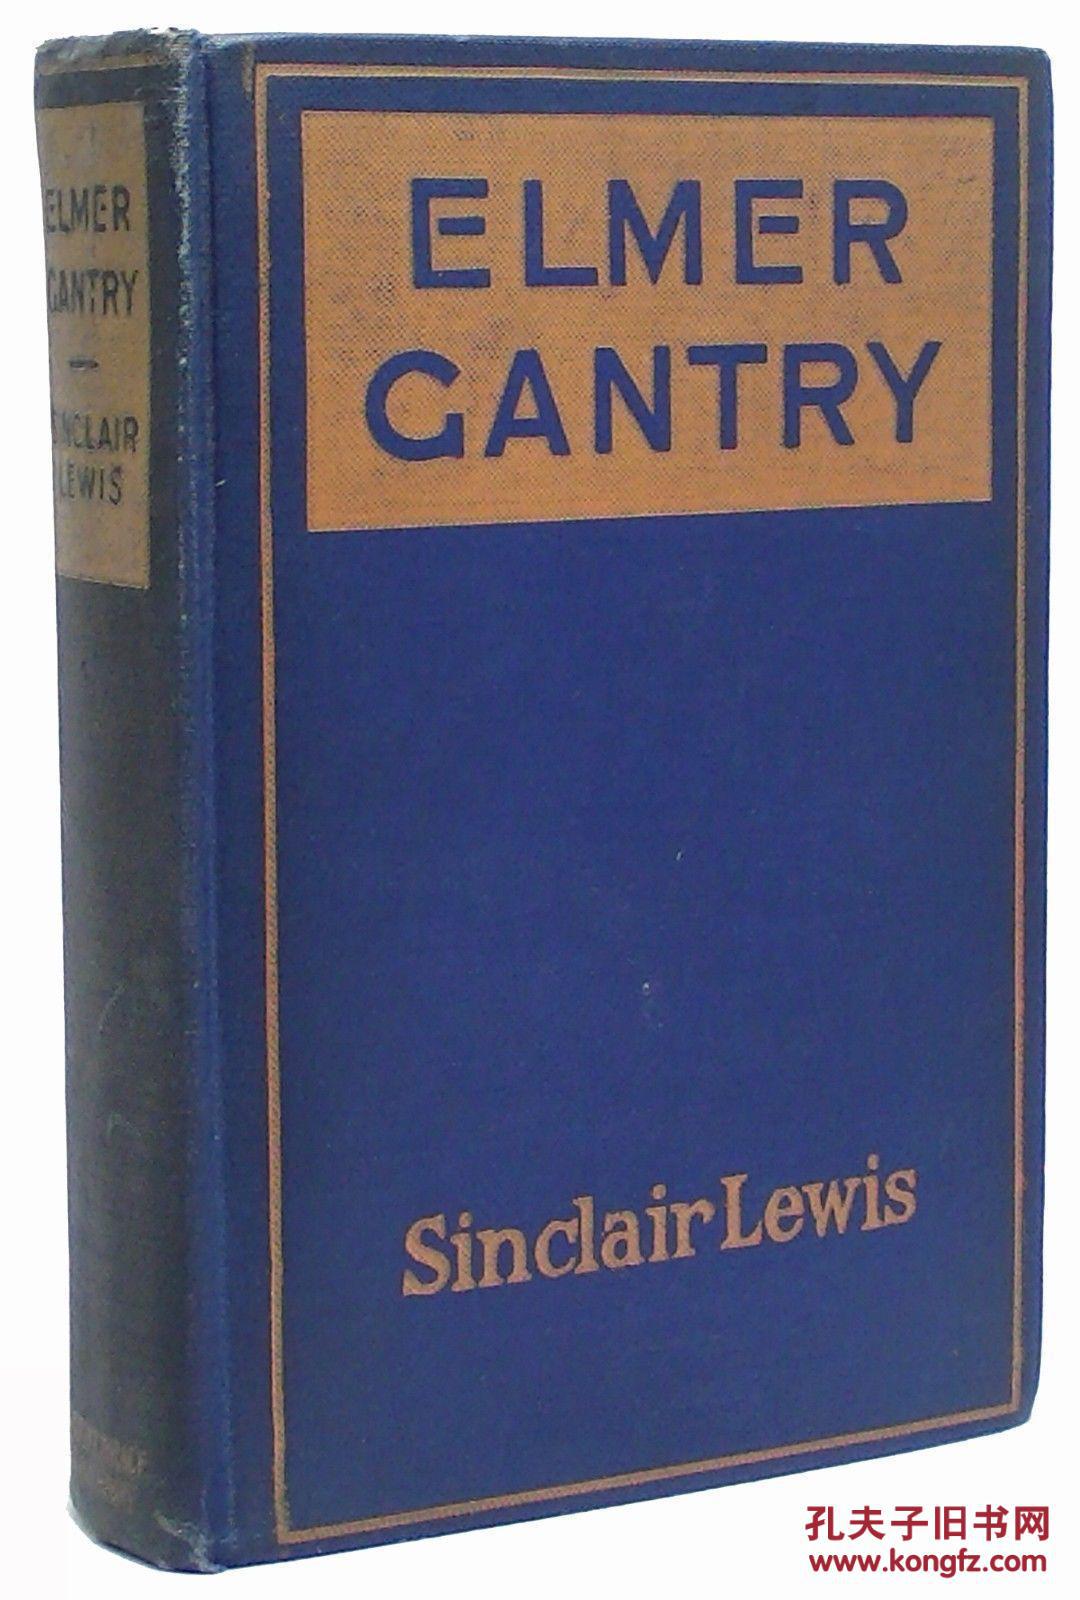 ELMER
GANTRY
SINCLAIR
LEWIS
ELMER
GANTRY
Sinclair Lewis
孔夫子旧书网
www.kongfz.com